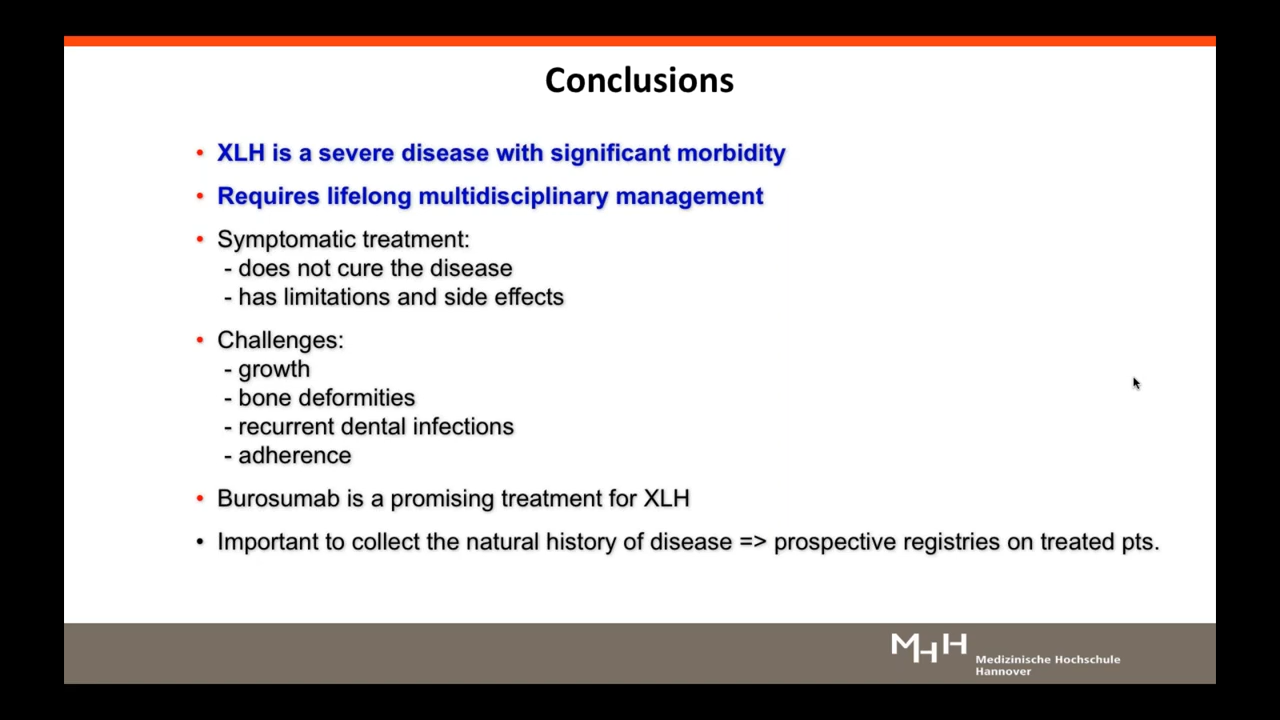 Conclusions
• XLH is a severe disease with significant morbidity
• Requires lifelong multidisciplinary management
• Symptomatic treatment:
- does not cure the disease
- has limitations and side effects
• Challenges:
- growth
- bone deformities
- recurrent dental infections
- adherence
• Burosumab is a promising treatment for XLH
• Important to collect the natural history of disease => prospective registries on treated pts.
MHH
Medizinische Hochschule
Hannover